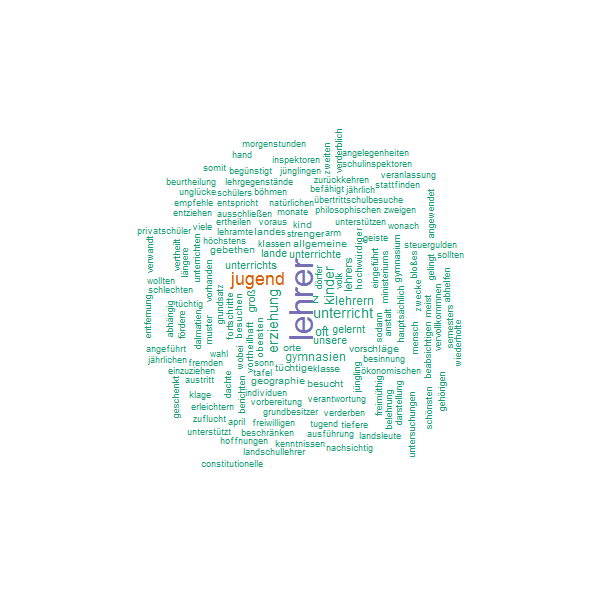 morgenstunden
hand
inspektoren
zweiten
verderblich
angelegenheiten
schulinspektoren
somit
begünstigt
jünglingen
veranlassung
beurtheilung
lehrgegenstände
zurückkehren
stattfinden
unglücke
schülers
böhmen
befähigt
jährlich
empfehle
entspricht
natürlichen
übertrittschulbesuche
entziehen
ausschließen
monate
philosophischen
zweigen
angewendet
ertheilen
voraus
kind
unterstützen
wonach
privatschüler
viele
lehramte
landes
strenger
arm
geiste
verwandt
vertheilt
höchstens
klassen
allgemeine
hochwürdiger
steuergulden
längere
unterrichten
gebethen
lande
unterrichte
volk
eingeführt
ministeriums
gymnasium
bloßes
gelingt
sollten
wollten
vorhanden
unterrichts
dörfer
lehrers
zwecke
abhelfen
schlechten
jugend
lehrer
kinder
hauptsächlich
meist
vervollkommnen
entfernung
abhängig
tüchtig
grundsatz
groß
z
lehrern
semesters
fördere
dalmatien
fortschritte
besuchen
erziehung
unterricht
sodann
anstalt
mensch
beabsichtigen
wiederholte
muster
vortheilhaft
obersten
oft
gelernt
unsere
angeführt
wahl
wobei
orte
vorschläge
jährlichen
fremden
sonn
gymnasien
besinnung
einzuziehen
tafel
tüchtige
klasse
jüngling
ökonomischen
geschenkt
austritt
dachte
geographie
besucht
freimüthig
darstellung
schönsten
gehörigen
klage
berichten
individuen
verantwortung
belehrung
untersuchungen
erleichtern
vorbereitung
grundbesitzer
verderben
zuflucht
april
freiwilligen
tugend
tiefere
unterstützt
beschränken
ausführung
landsleute
hoffnungen
kenntnissen
nachsichtig
landschullehrer
constitutionelle